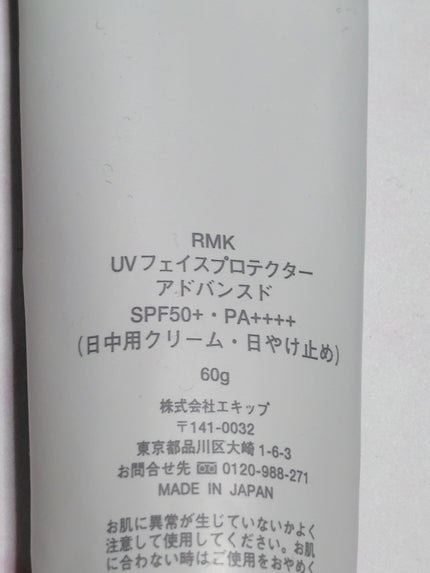 RMK
UVフェイスプロテクター
アドバンスド
SPF50+・PA++++
(日中用クリーム・日やけ止め)
60g
株式会社エキップ
〒141-0032
東京都品川区大崎1-6-3
お問合せ先 0120-988-271
MADE IN JAPAN
お肌に異常が生じていないかよく
注意して使用してください。お肌
に合わない時はご使用をおやめく